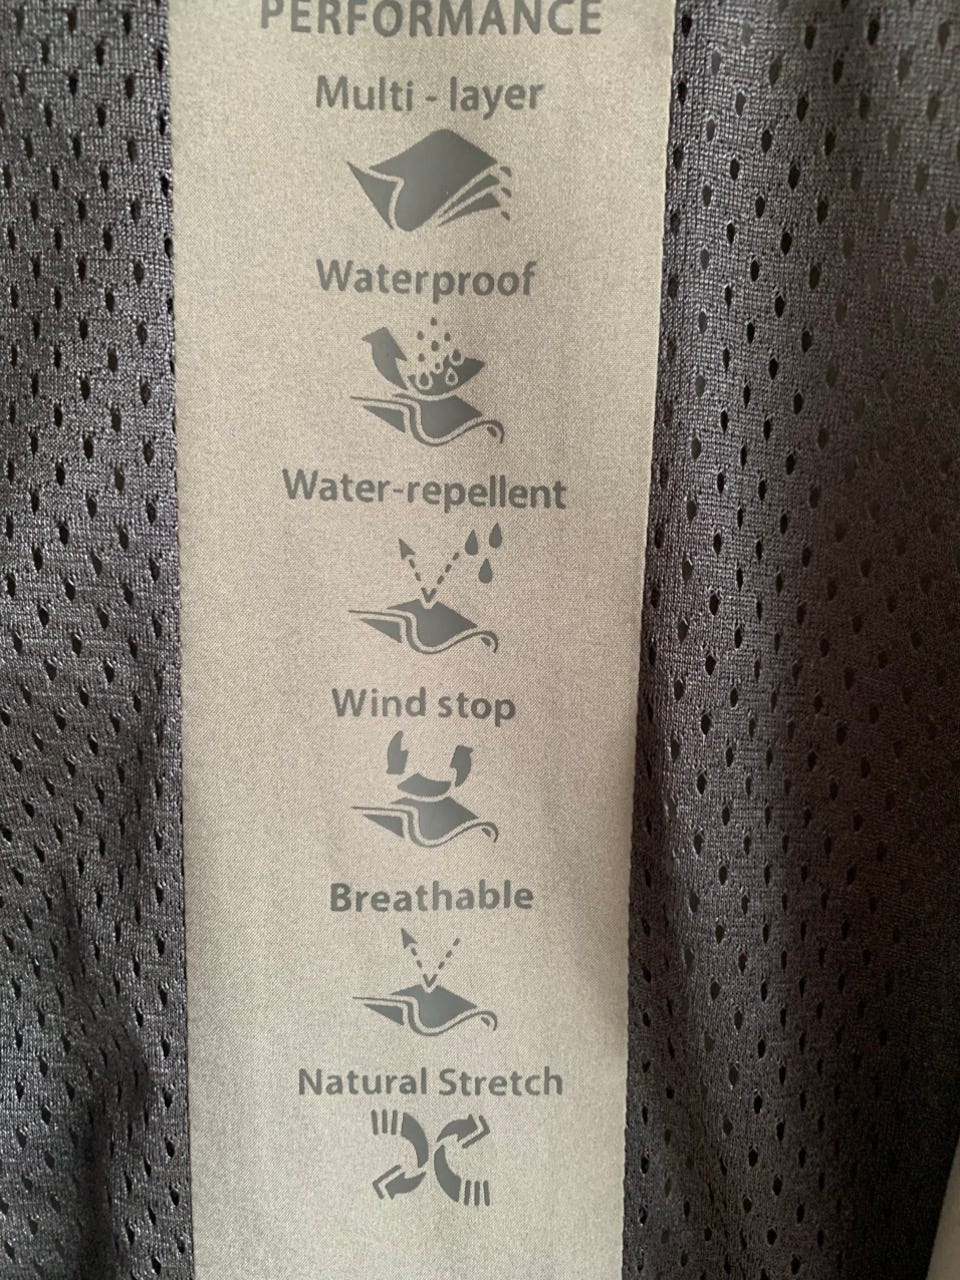 PERFORMANCE
Multi - layer
Waterproof
Water-repellent
Wind stop
Breathable
Natural Stretch